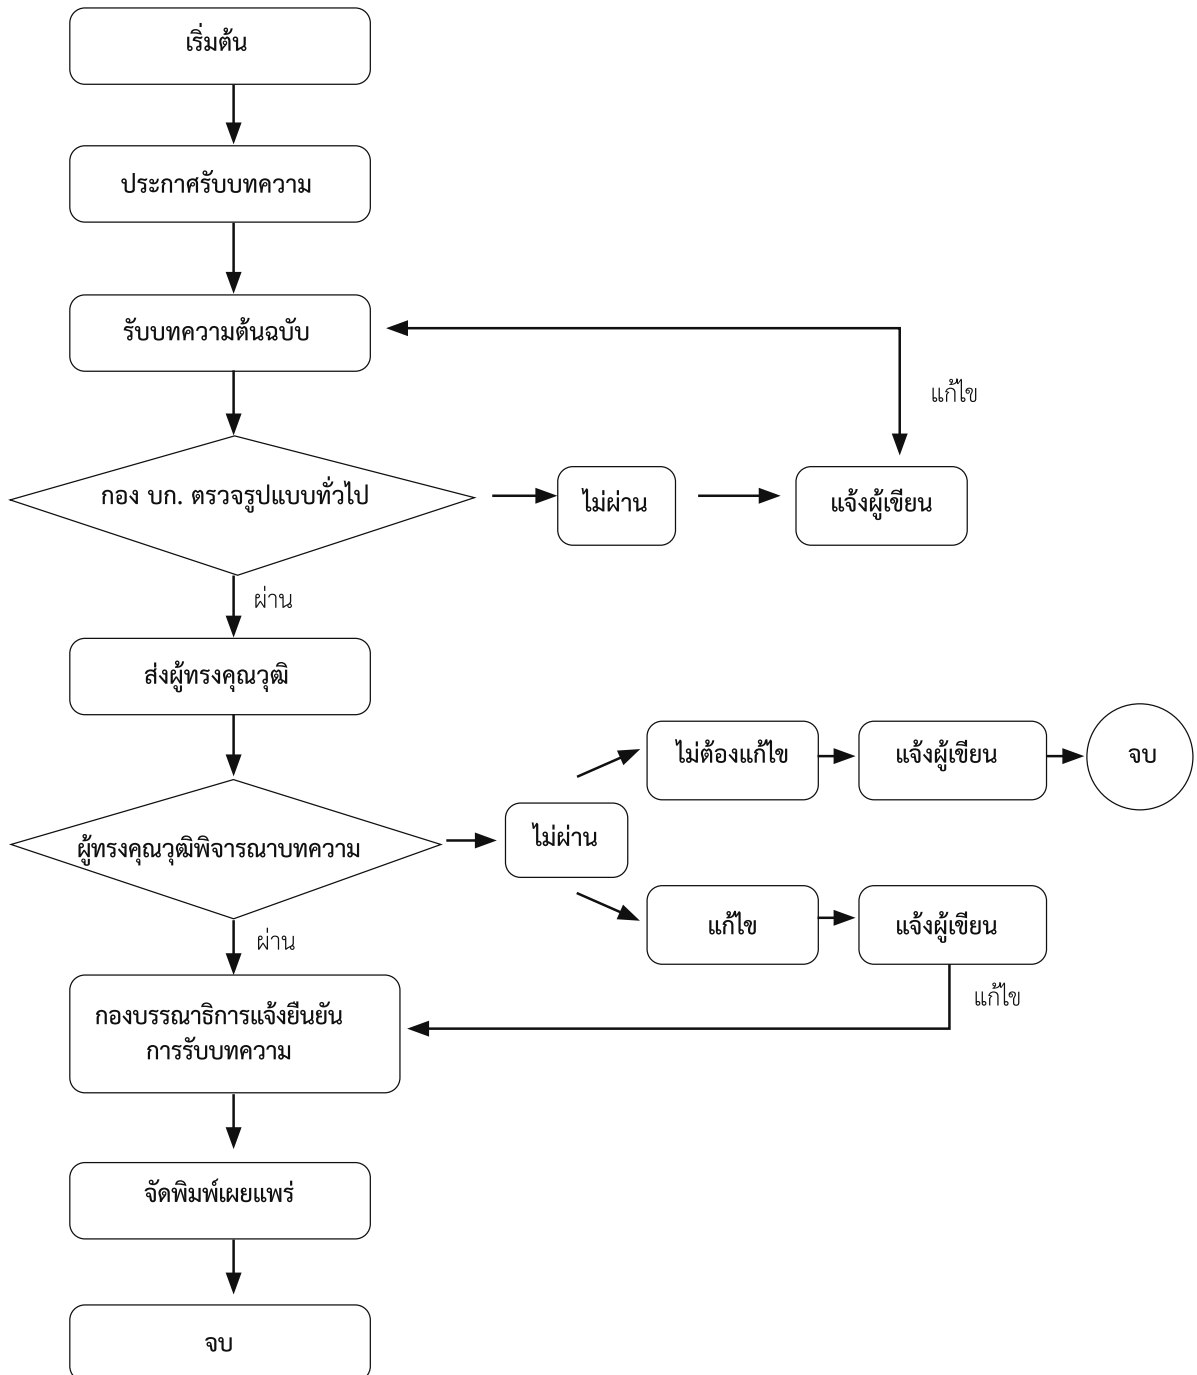 เริ่มต้น
ประกาศรับบทความ
รับบทความต้นฉบับ
แก้ไข
กอง บก. ตรวจรูปแบบทั่วไป
ไม่ผ่าน
แจ้งผู้เขียน
ผ่าน
ส่งผู้ทรงคุณวุฒิ
ไม่ต้องแก้ไข
แจ้งผู้เขียน
จบ
ผู้ทรงคุณวุฒิพิจารณาบทความ
ไม่ผ่าน
แก้ไข
แจ้งผู้เขียน
ผ่าน
แก้ไข
กองบรรณาธิการแจ้งยืนยัน
การรับบทความ
จัดพิมพ์เผยแพร่
จบ